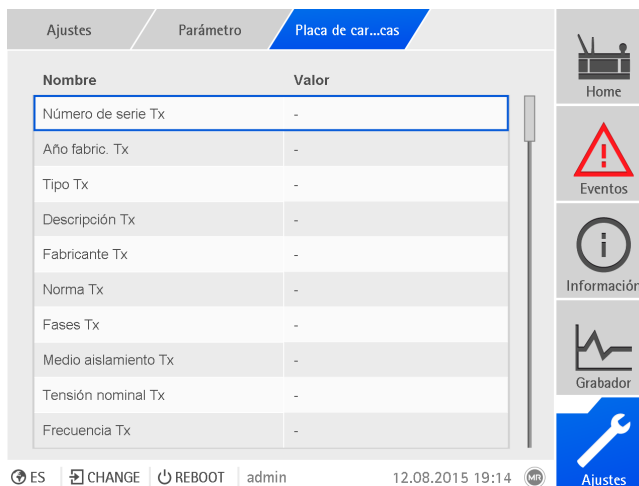 Ajustes Parámetro Placa de car...cas
Nombre Valor
Número de serie Tx -
Año fabric. Tx -
Tipo Tx -
Descripción Tx -
Fabricante Tx -
Norma Tx -
Fases Tx -
Medio aislamiento Tx -
Tensión nominal Tx -
Frecuencia Tx -
Home
Eventos
Información
Grabador
Ajustes
ES CHANGE REBOOT admin 12.08.2015 19:14 MR